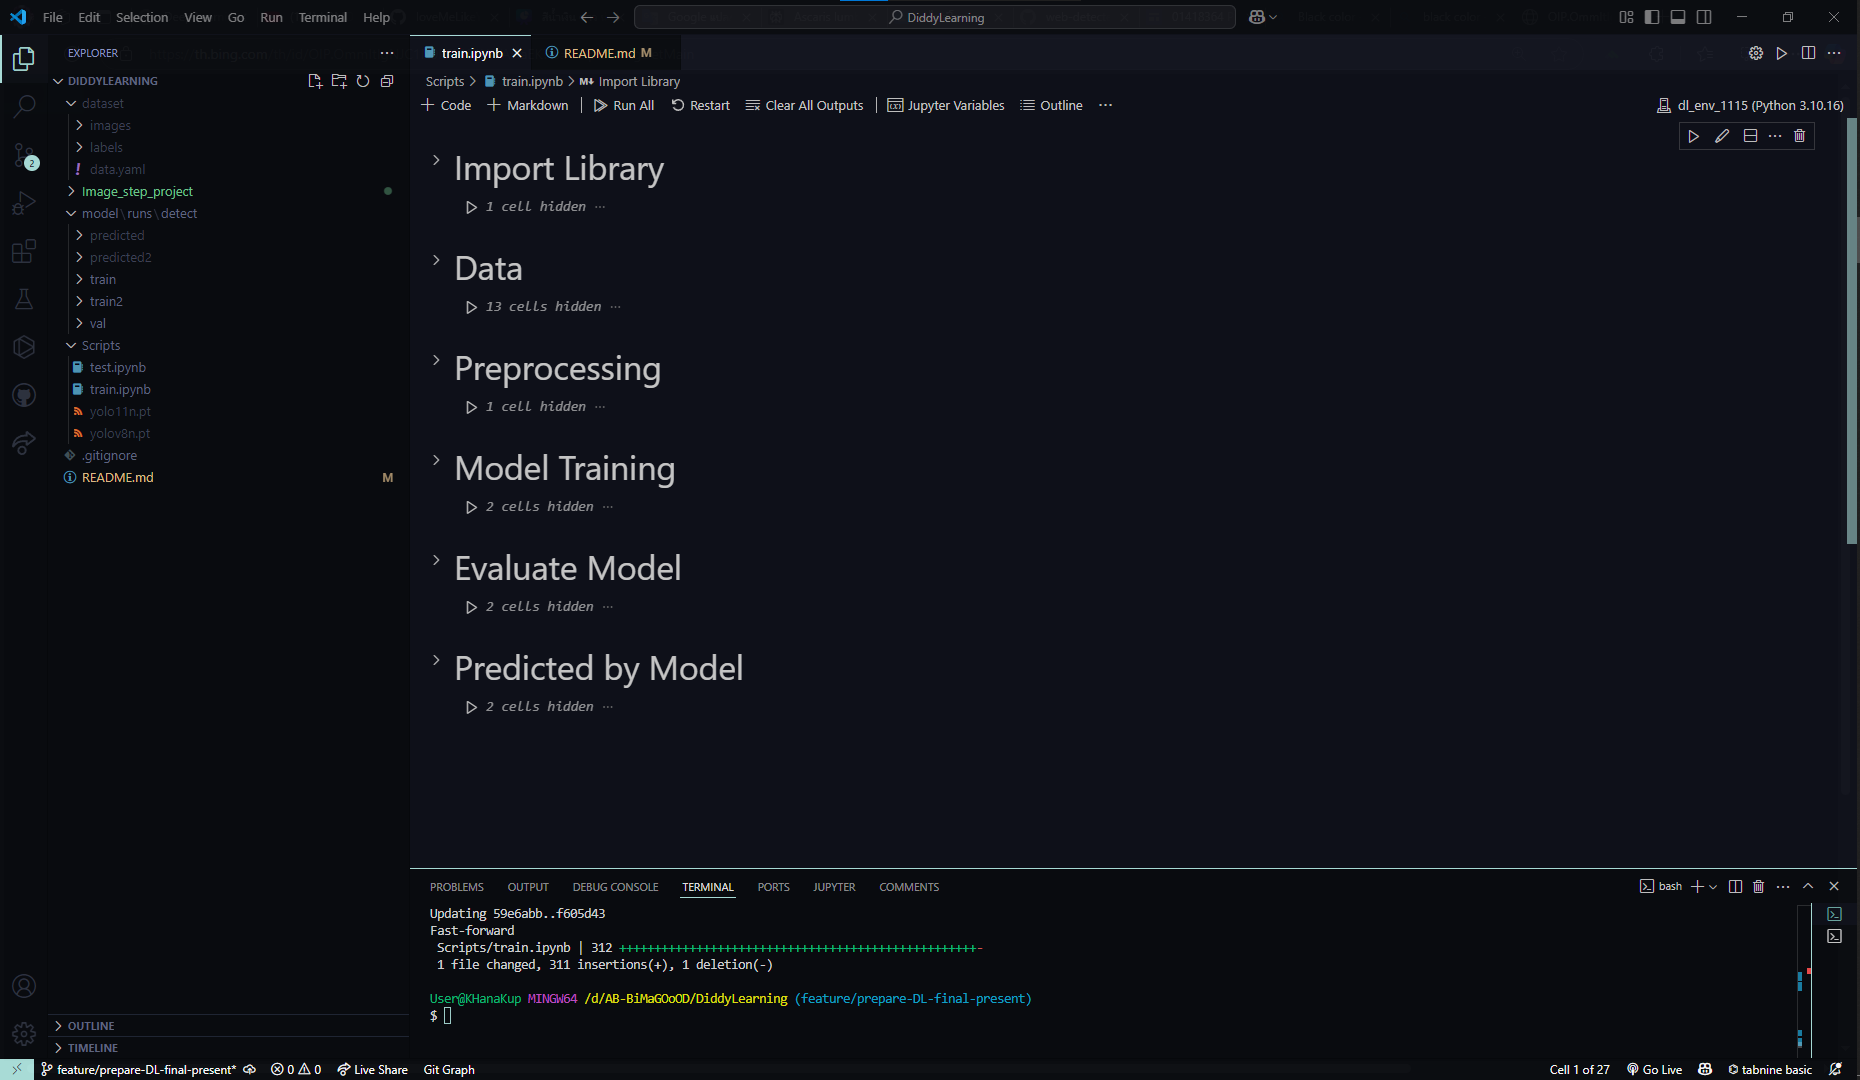 File Edit Selection View Go Run Terminal Help
DiddyLearning
EXPLORER
DIDDYLEARNING
dataset
images
labels
! data.yaml
Image_step_project
model\runs\detect
predicted
predicted2
train
train2
val
Scripts
test.ipynb
train.ipynb
yolo11n.pt
yolov8n.pt
.gitignore
README.md M
OUTLINE
TIMELINE
train.ipynb
README.md M
Scripts > train.ipynb > M↓ Import Library
+ Code + Markdown Run All Restart Clear All Outputs Jupyter Variables Outline ...
dl_env_1115 (Python 3.10.16)
Import Library
1 cell hidden ...
Data
13 cells hidden ...
Preprocessing
1 cell hidden ...
Model Training
2 cells hidden ...
Evaluate Model
2 cells hidden ...
Predicted by Model
2 cells hidden ...
PROBLEMS OUTPUT DEBUG CONSOLE TERMINAL PORTS JUPYTER COMMENTS
bash
Updating 59e6abb..f605d43
Fast-forward
Scripts/train.ipynb | 312 +++++++++++++++++++++++++++++++++++++++++++++++++++-
1 file changed, 311 insertions(+), 1 deletion(-)
User@KHanaKup MINGW64 /d/AB-BiMaGOoOD/DiddyLearning (feature/prepare-DL-final-present)
$
2
feature/prepare-DL-final-present* 0 0 Live Share Git Graph
Cell 1 of 27 Go Live tabnine basic